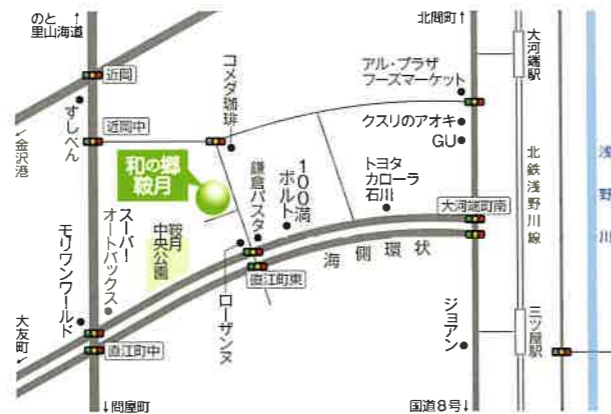 のと
里山海道
北間町
近岡
コメダ珈琲
アル・プラザ
フーズマーケット
大河端駅
すしべん
近岡中
金沢港
クスリのアオキ
GU
和の郷
鞍月
鎌倉パスタ
100満
ボルト
トヨタ
カローラ
石川
北鉄浅野川線
浅野川
大河端町南
鞍月
中央公園
スーパー
オートバックス
モリワンワールド
海側環状
直江町東
ローザンヌ
大友町
直江町中
ジョアン
三ツ屋駅
問屋町
国道8号